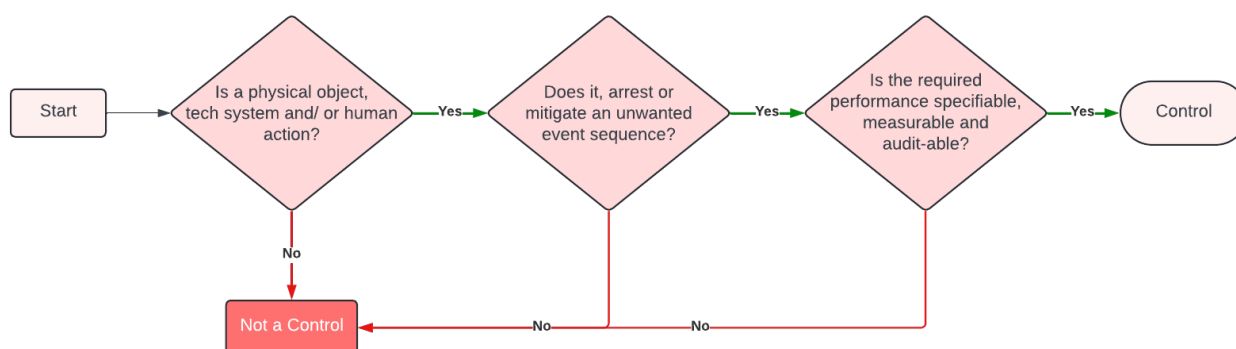 Start
Is a physical object,
tech system and/ or human
action?
Yes
Does it, arrest or
mitigate an unwanted
event sequence?
Yes
Is the required
performance specifiable,
measurable and
audit-able?
Yes
Control
No
Not a Control
No
No